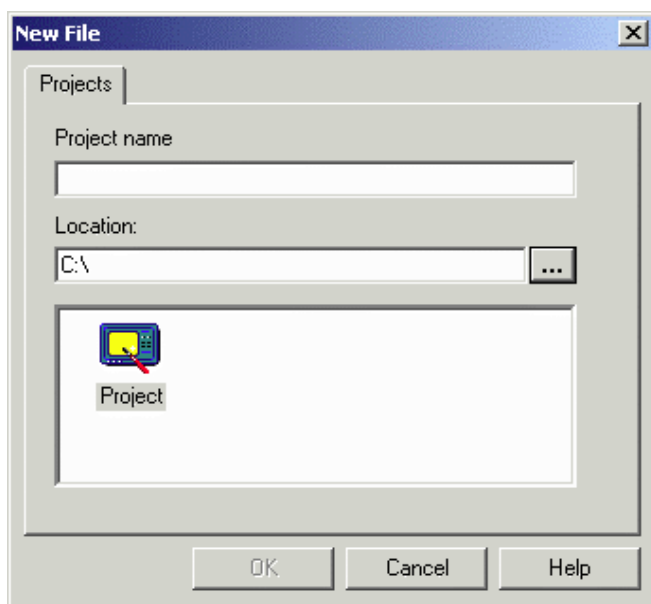 New File
Projects
Project name
Location:
C:\
...
Project
OK Cancel Help